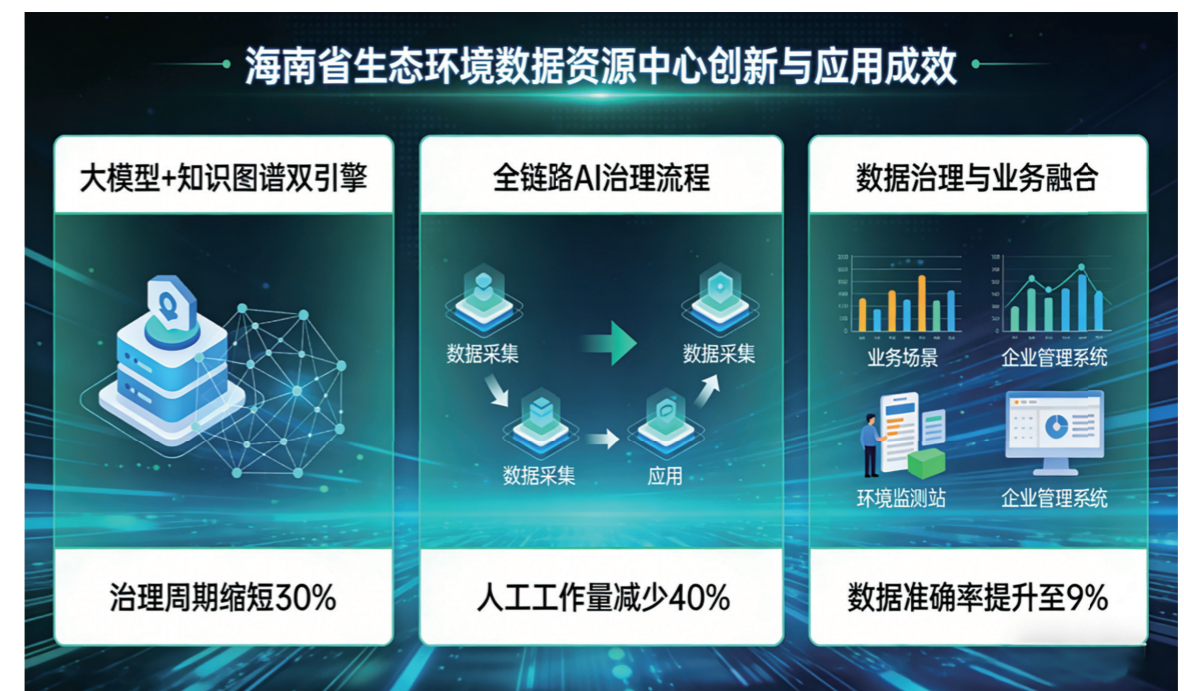 海南省生态环境数据资源中心创新与应用成效
大模型+知识图谱双引擎
治理周期缩短30%
全链路AI治理流程
数据采集
数据采集
数据采集
应用
人工工作量减少40%
数据治理与业务融合
业务场景
企业管理系统
环境监测站
企业管理系统
数据准确率提升至9%